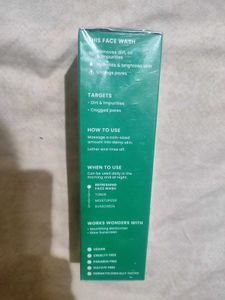 THIS FACE WASH
Removes dirt, oil
& impurities
Hydrates & brightens skin
Unclogs pores
TARGETS
• Dirt & Impurities
• Clogged pores
HOW TO USE
Massage a coin-sized
amount into damp skin.
Lather and rinse off.
WHEN TO USE
Can be used daily in the
morning and at night.
REFRESHING
FACE WASH
TONER
MOISTURIZER
SUNSCREEN
WORKS WONDERS WITH
• Nourishing Moisturizer
Sunscreen
VEGAN
CRUELTY FREE
PARABEN FREE
SULFATE FREE
DERMATOLOGICALLY TESTED